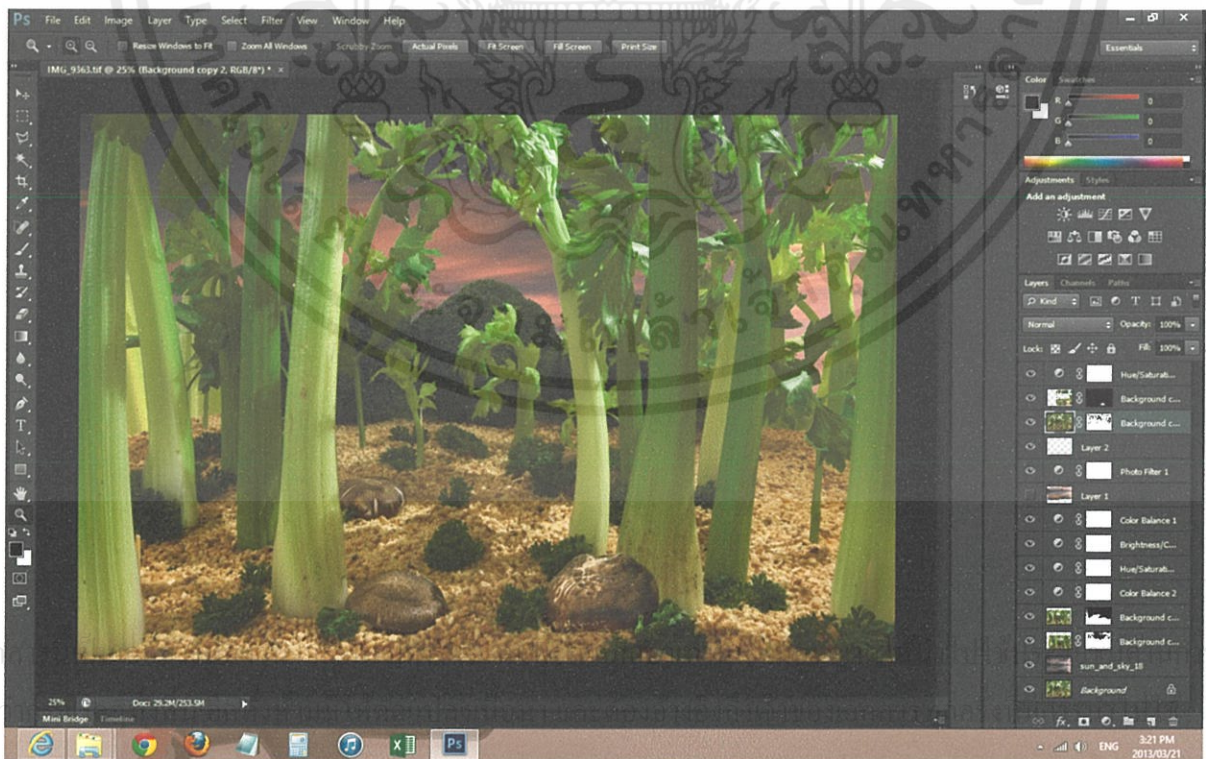 Ps File Edit Image Layer Type Select Filter View Window Help
Resize Windows to Fit Zoom All Windows Scrubby Zoom Actual Pixels Fit Screen Fill Screen Print Size Essentials
IMG_9363.tif @ 25% (Background copy 2, RGB/8*) * ×
Color Swatches
R 0
G 0
B 0
Adjustments Styles
Add an adjustment
Layers Channels Paths
Kind
Normal Opacity: 100%
Lock: Fill: 100%
Hue/Saturati...
Background c...
Background c...
Layer 2
Photo Filter 1
Layer 1
Color Balance 1
Brightness/C...
Hue/Saturati...
Color Balance 2
Background c...
Background c...
sun_and_sky_18
Background
fx
25% Doc: 29.2M/253.5M
Mini Bridge Timeline
Ps
ENG 3:21 PM
2013/03/21